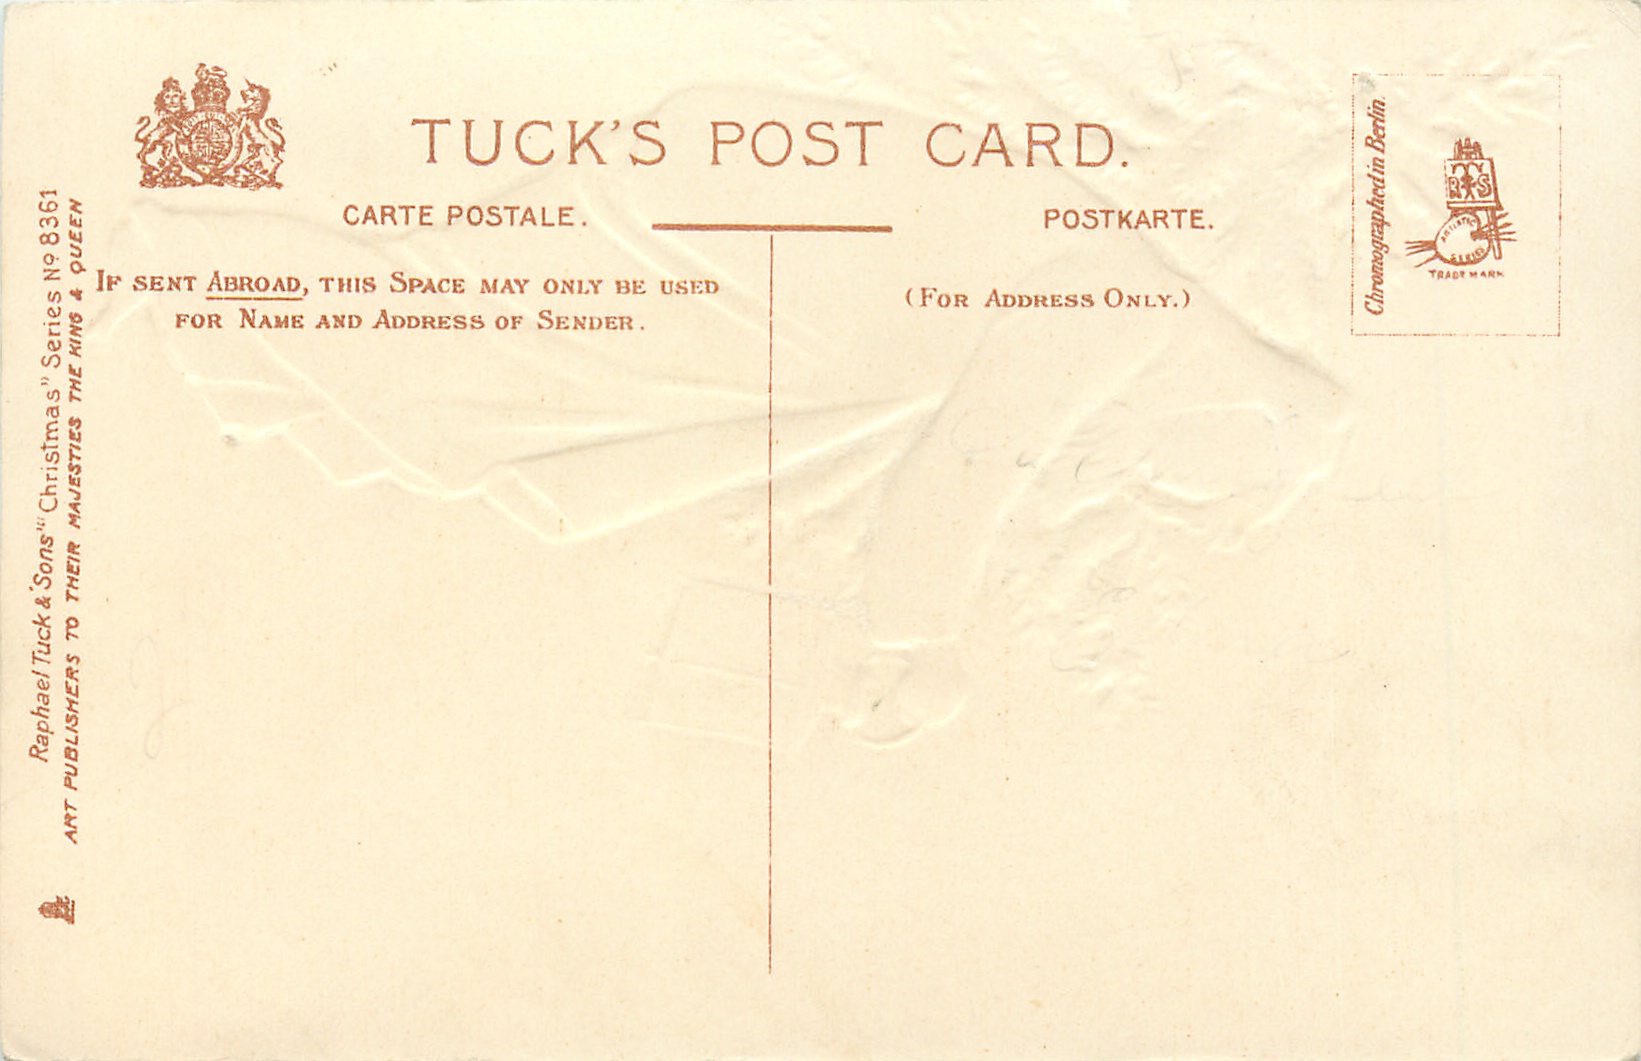 TUCK'S POST CARD.
CARTE POSTALE.
POSTKARTE.
IF SENT ABROAD, THIS SPACE MAY ONLY BE USED
FOR NAME AND ADDRESS OF SENDER.
(FOR ADDRESS ONLY.)
Raphael Tuck & Sons' "Christmas" Series No 8361
ART PUBLISHERS TO THEIR MAJESTIES THE KING & QUEEN
Chromographed in Berlin.
R T S
ARTISTIC
SERIES
TRADE MARK